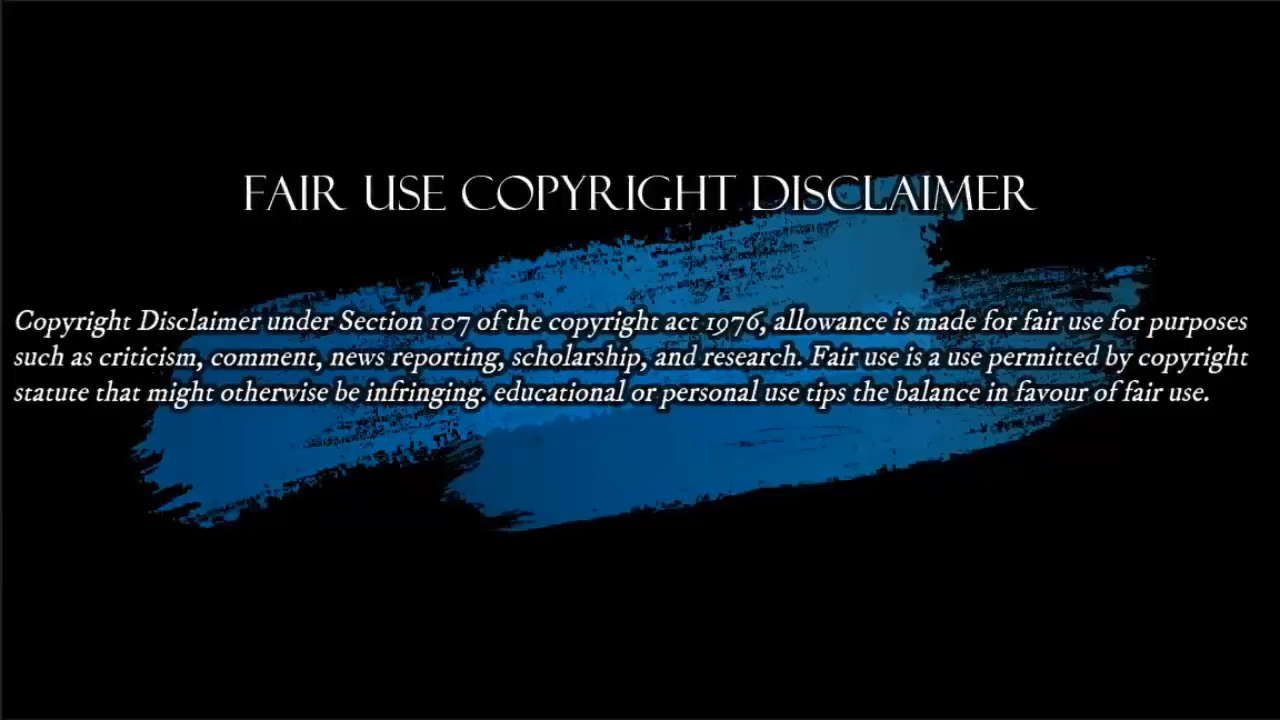 FAIR USE COPYRIGHT DISCLAIMER
Copyright Disclaimer under Section 107 of the copyright act 1976, allowance is made for fair use for purposes
such as criticism, comment, news reporting, scholarship, and research. Fair use is a use permitted by copyright
statute that might otherwise be infringing. educational or personal use tips the balance in favour of fair use.